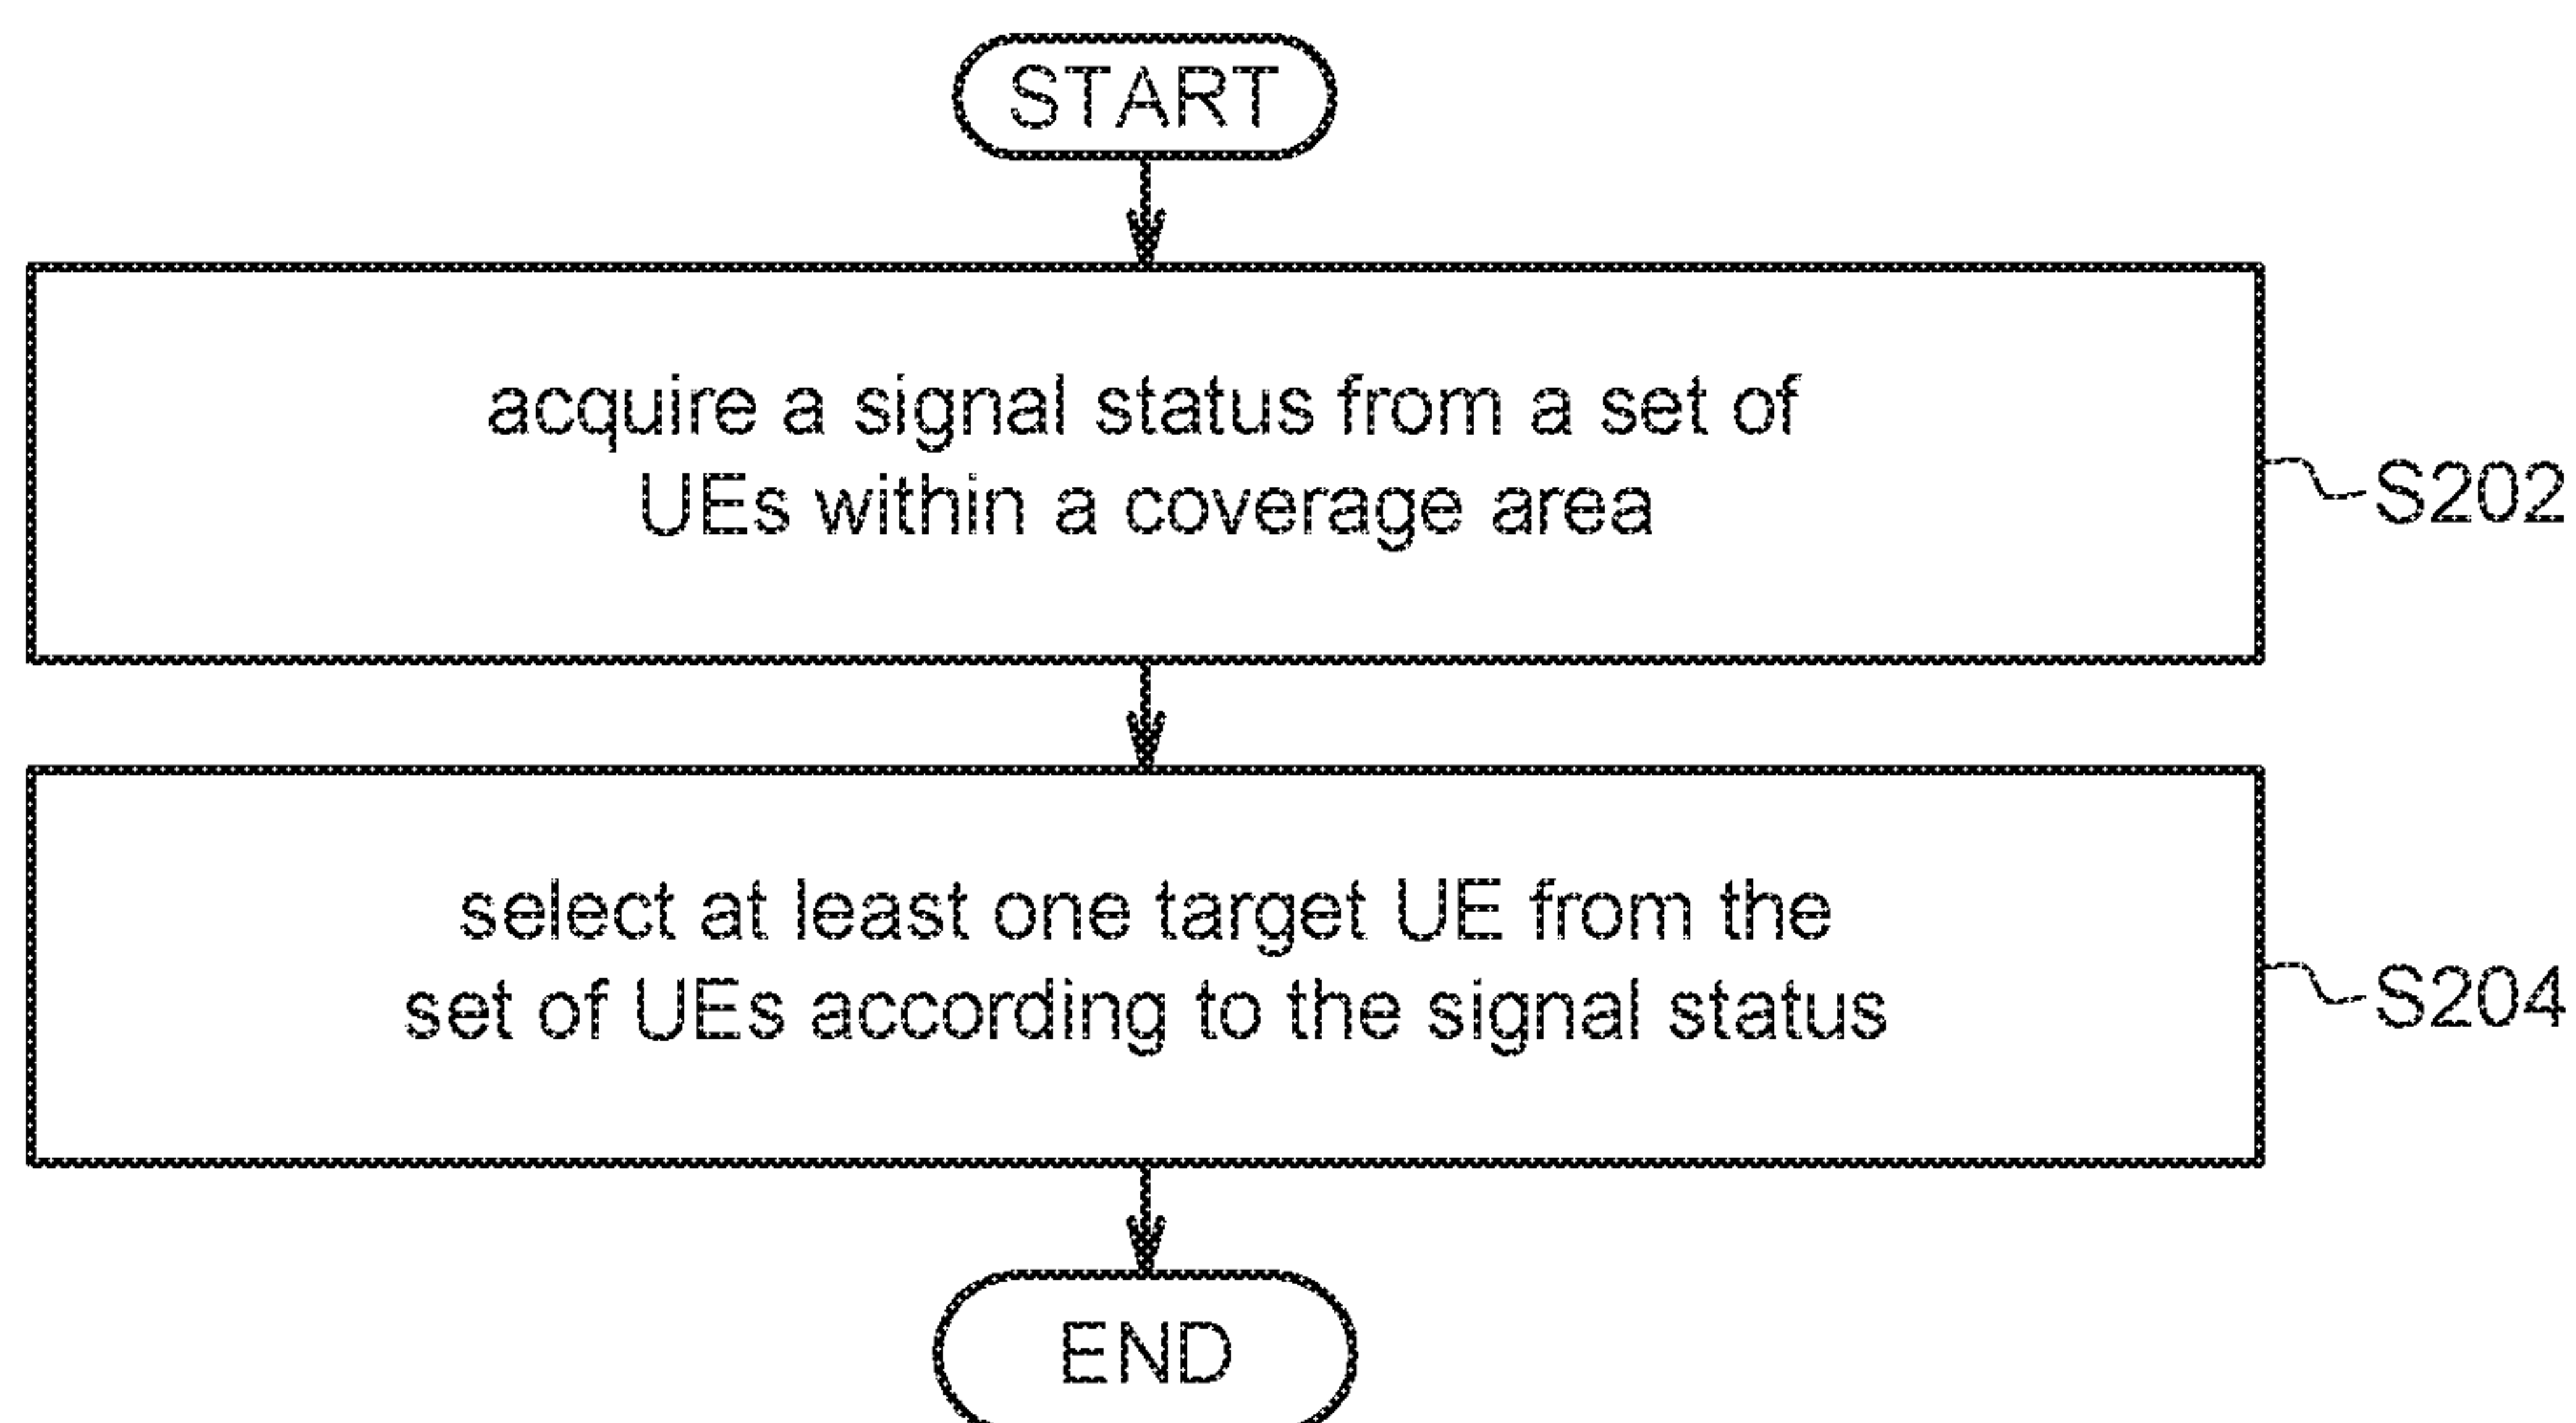 START
acquire a signal status from a set of
UEs within a coverage area
S202
select at least one target UE from the
set of UEs according to the signal status
S204
END